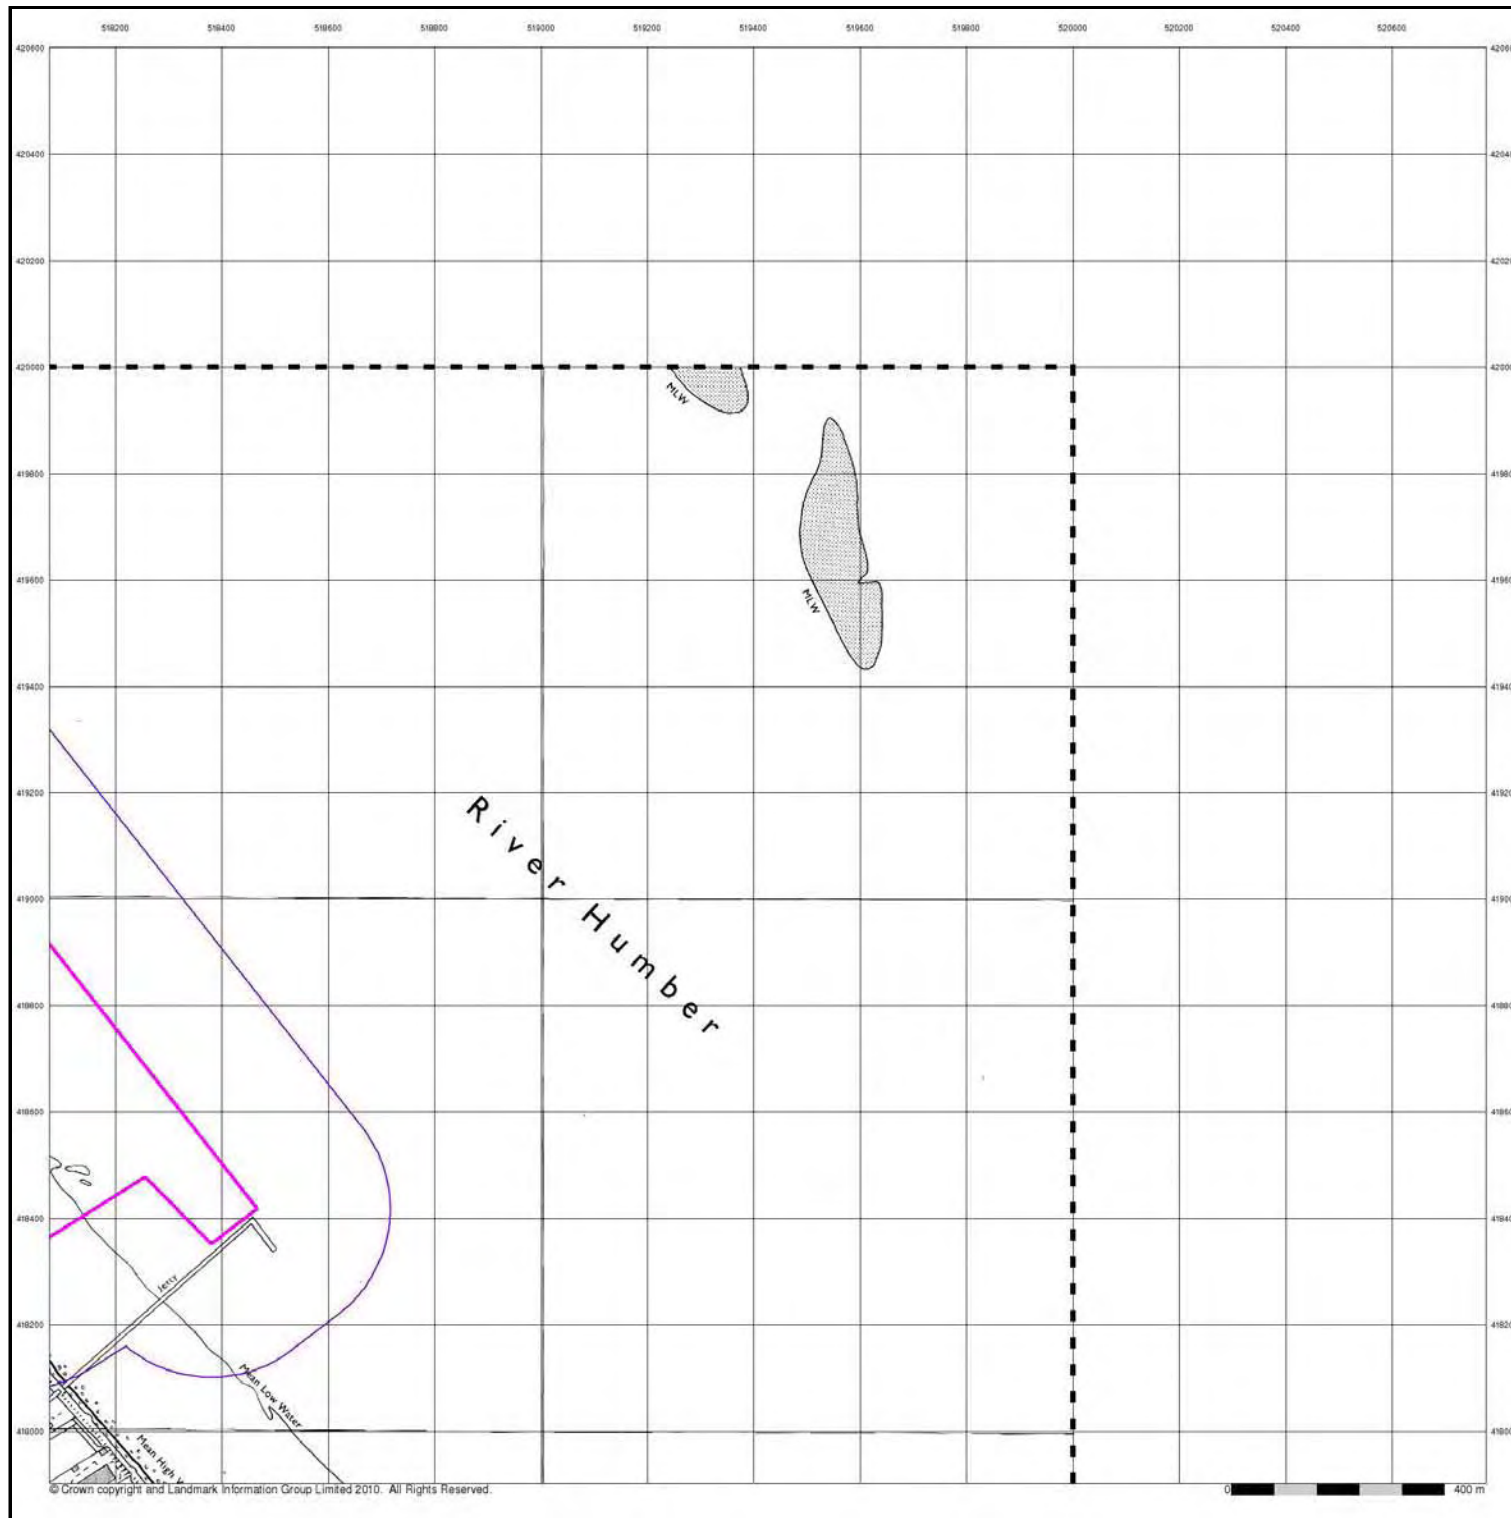 518200 518400 518600 518800 519000 519200 519400 519600 519800 520000 520200 520400 520600
420600
420400 420400
420200 420200
420000
MLW
419800
419600
MLW
419400
419200
River Humber
419000
418800
418600
418400
Jetty
418200
Mean Low Water
418000
Mean High
© Crown copyright and Landmark Information Group Limited 2010. All Rights Reserved.
0 400 m